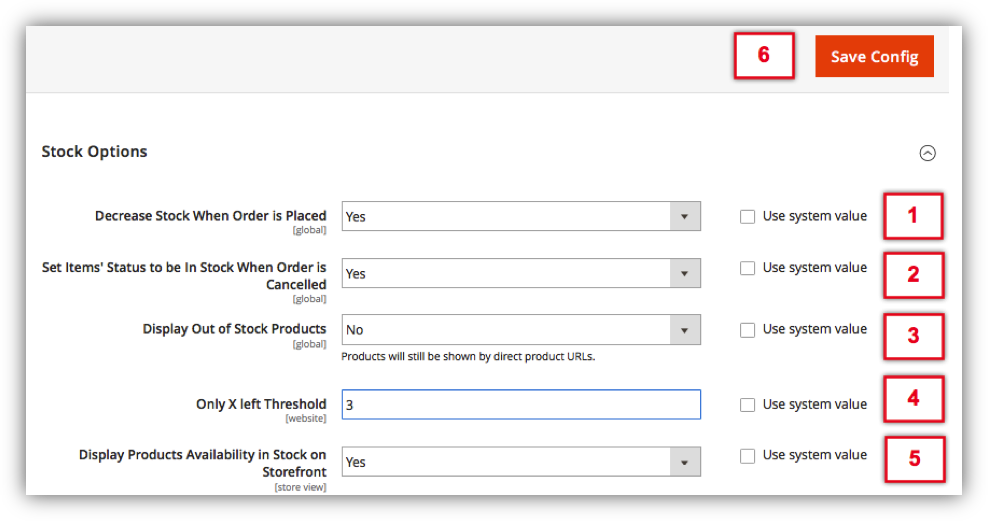 6
Save Config
Stock Options
Decrease Stock When Order is Placed
[global]
Yes
Use system value
1
Set Items' Status to be In Stock When Order is
Cancelled
[global]
Yes
Use system value
2
Display Out of Stock Products
[global]
No
Products will still be shown by direct product URLs.
Use system value
3
Only X left Threshold
[website]
3
Use system value
4
Display Products Availability in Stock on
Storefront
[store view]
Yes
Use system value
5